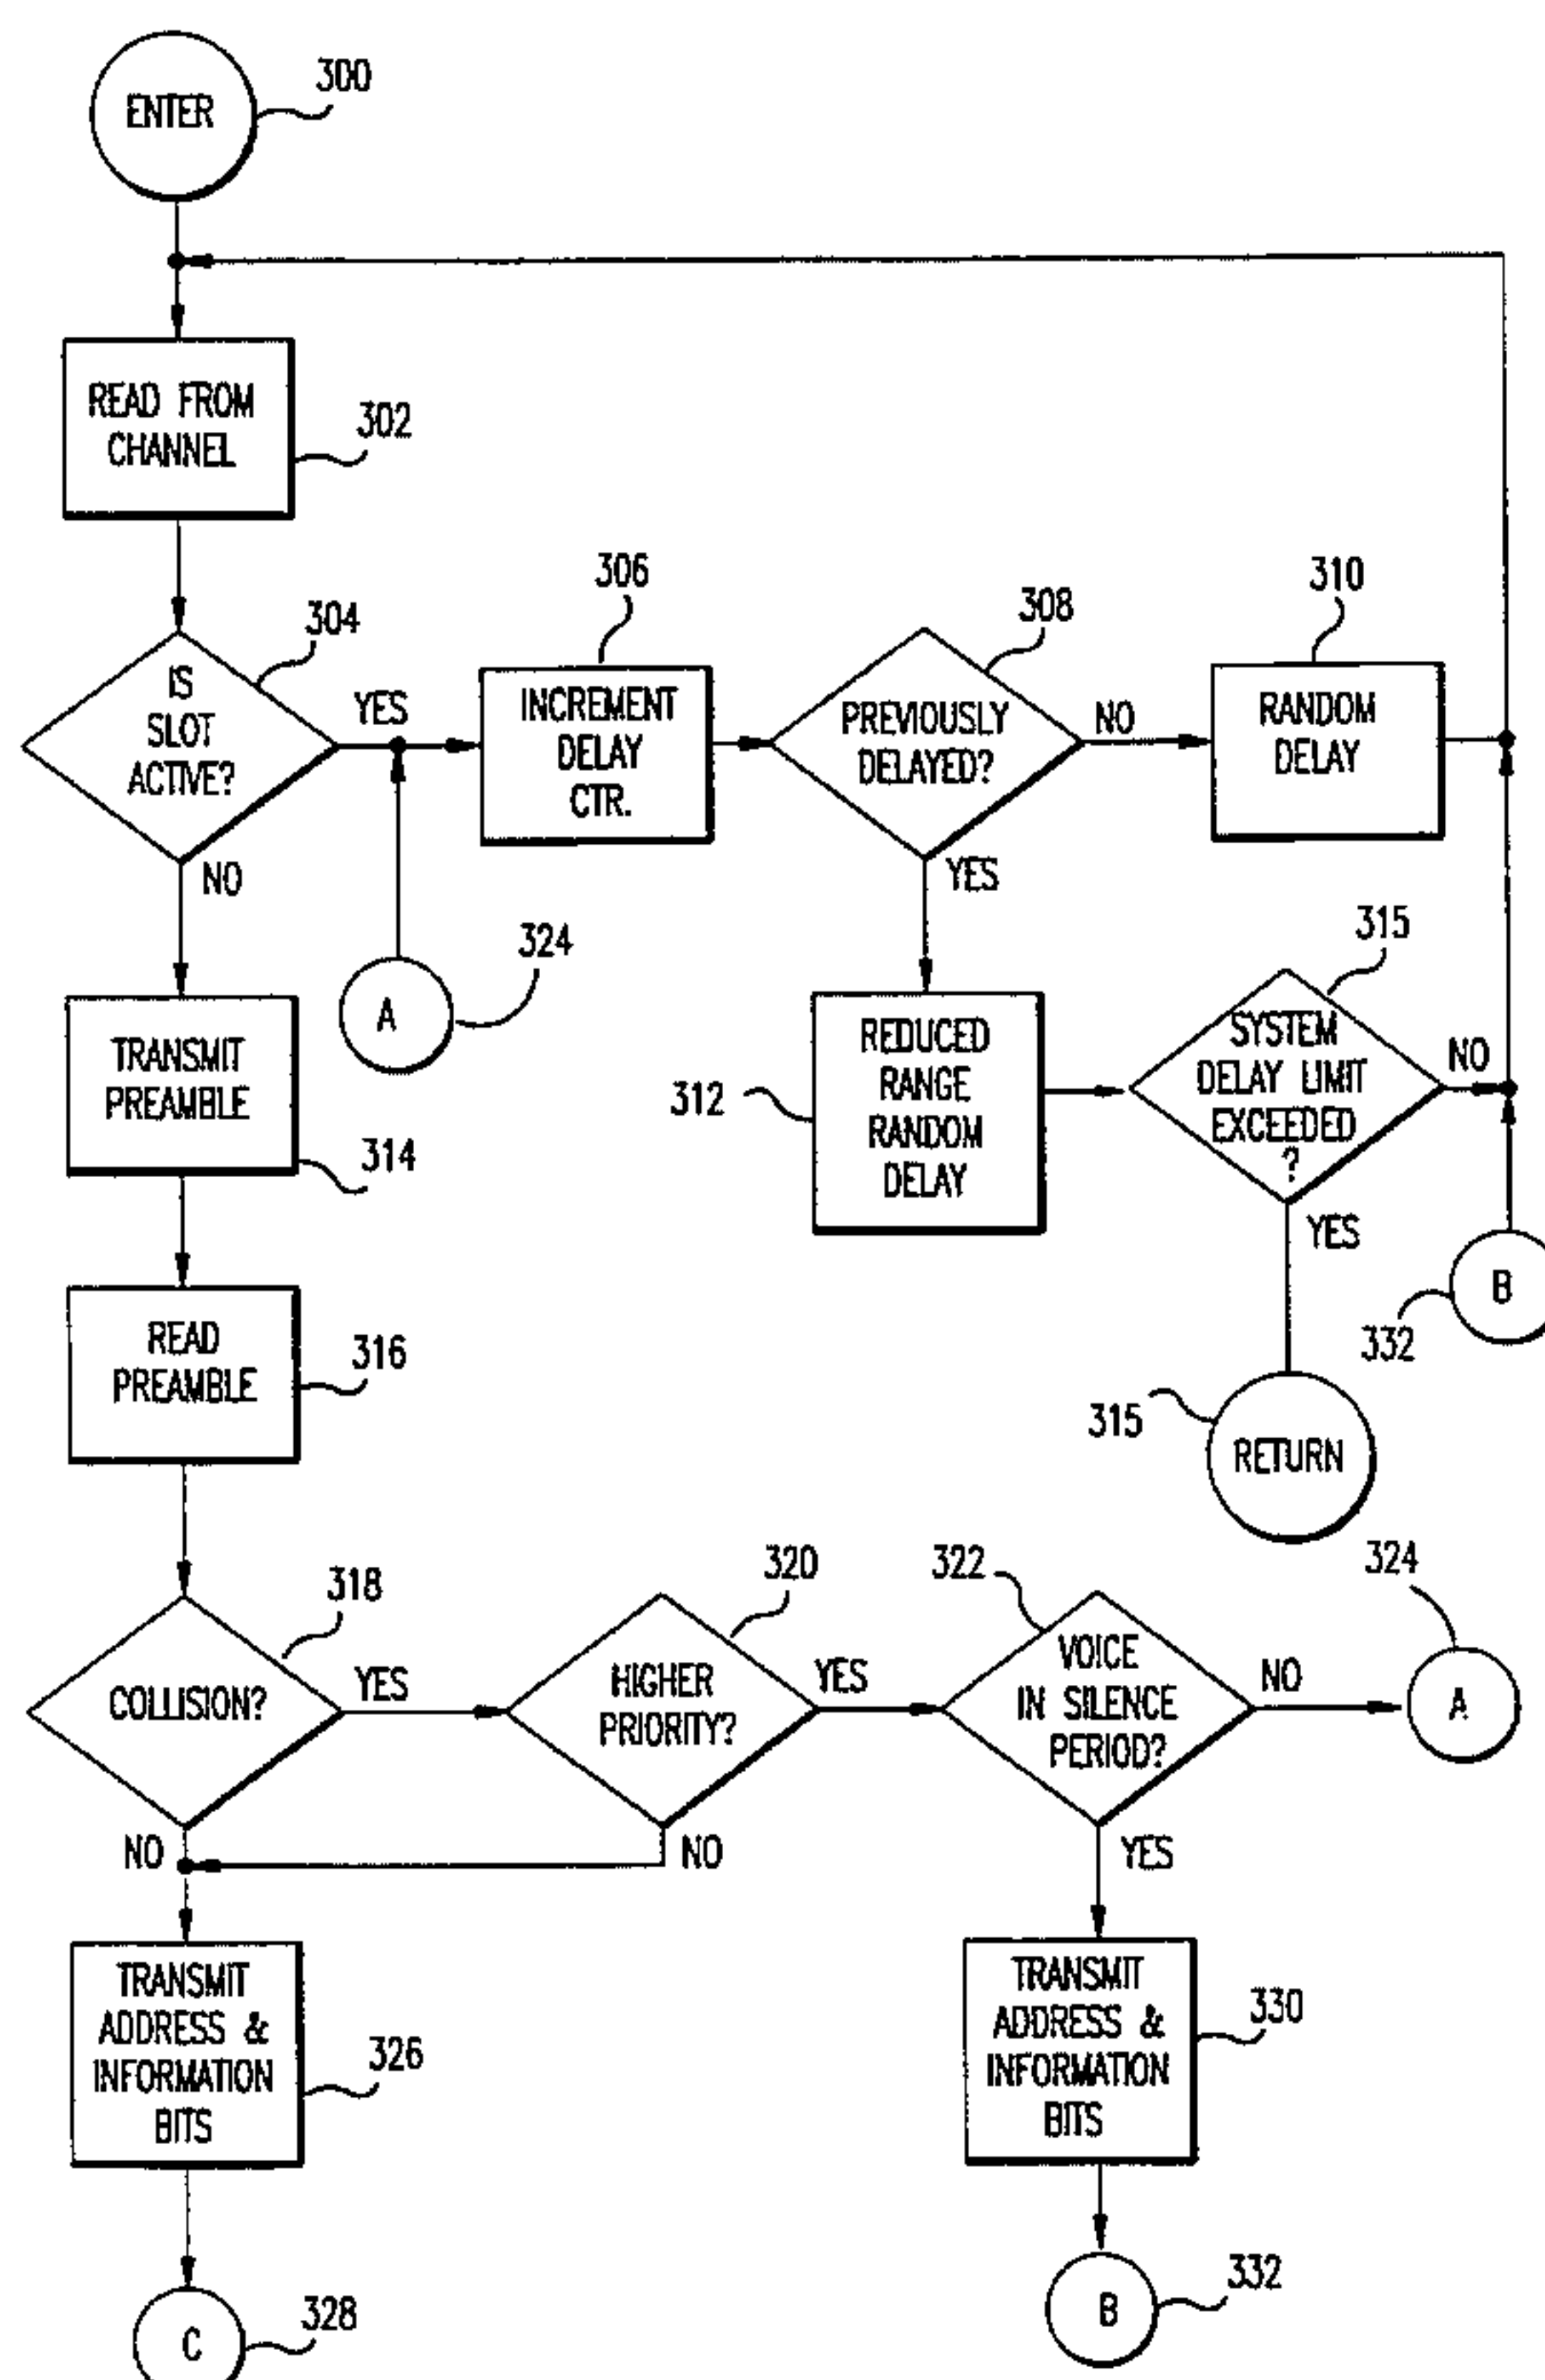 ENTER
300
READ FROM
CHANNEL
302
IS
SLOT
ACTIVE?
304
YES
NO
INCREMENT
DELAY
CTR.
306
PREVIOUSLY
DELAYED?
308
NO
YES
RANDOM
DELAY
310
A
324
TRANSMIT
PREAMBLE
314
REDUCED
RANGE
RANDOM
DELAY
312
SYSTEM
DELAY LIMIT
EXCEEDED
?
315
NO
YES
B
332
READ
PREAMBLE
316
RETURN
315
COLLISION?
318
YES
NO
HIGHER
PRIORITY?
320
YES
NO
VOICE
IN SILENCE
PERIOD?
322
NO
YES
A
324
TRANSMIT
ADDRESS &
INFORMATION
BITS
326
TRANSMIT
ADDRESS &
INFORMATION
BITS
330
C
328
B
332